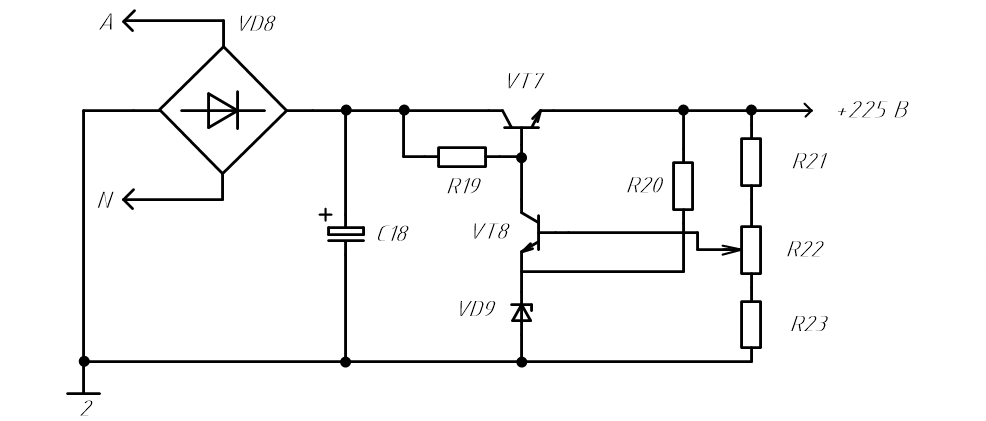 A
VD8
VT7
+225 В
R19
R20
R21
+
C18
VT8
R22
N
VD9
R23
2